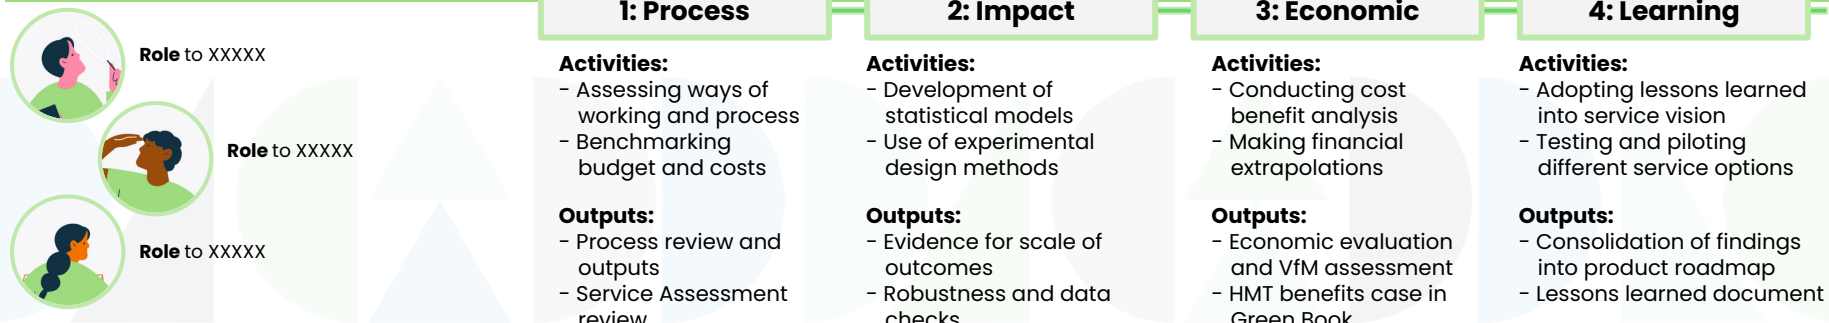 Role to XXXXX
Role to XXXXX
Role to XXXXX
1: Process
Activities:
- Assessing ways of
working and process
- Benchmarking
budget and costs
Outputs:
- Process review and
outputs
- Service Assessment
review
2: Impact
Activities:
- Development of
statistical models
- Use of experimental
design methods
Outputs:
- Evidence for scale of
outcomes
- Robustness and data
checks
3: Economic
Activities:
- Conducting cost
benefit analysis
- Making financial
extrapolations
Outputs:
- Economic evaluation
and VfM assessment
- HMT benefits case in
Green Book
4: Learning
Activities:
- Adopting lessons learned
into service vision
- Testing and piloting
different service options
Outputs:
- Consolidation of findings
into product roadmap
- Lessons learned document